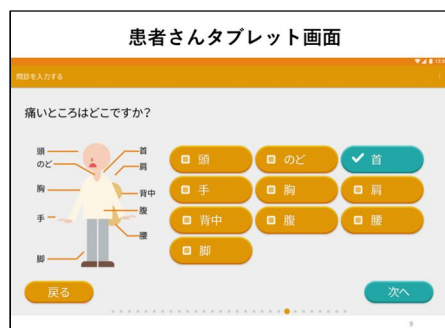 患者さんタブレット画面
問診を入力する
痛いところはどこですか?
頭
のど
胸
手
脚
首
肩
背中
腹
腰
頭
のど
首
手
胸
肩
背中
腹
腰
脚
戻る
次へ
9